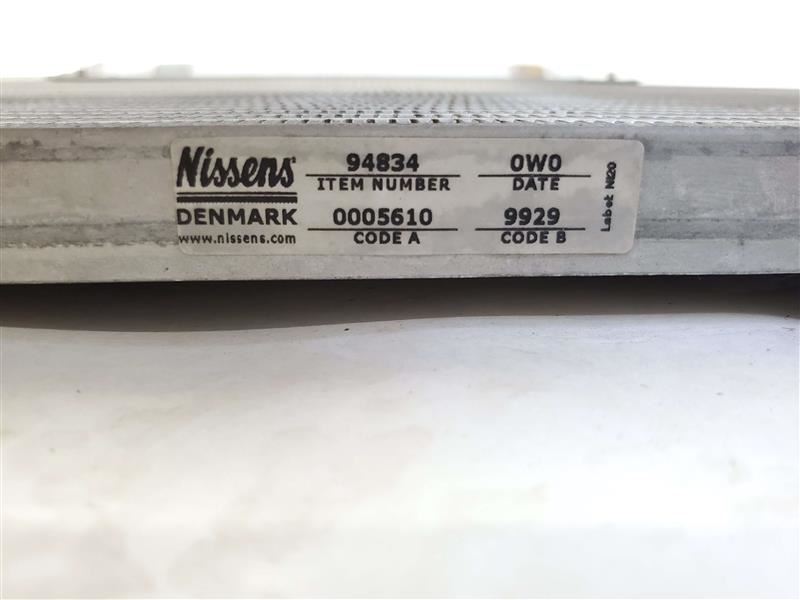 Nissens®
DENMARK
www.nissens.com
94834
ITEM NUMBER
0005610
CODE A
0W0
DATE
9929
CODE B
Label: NI20